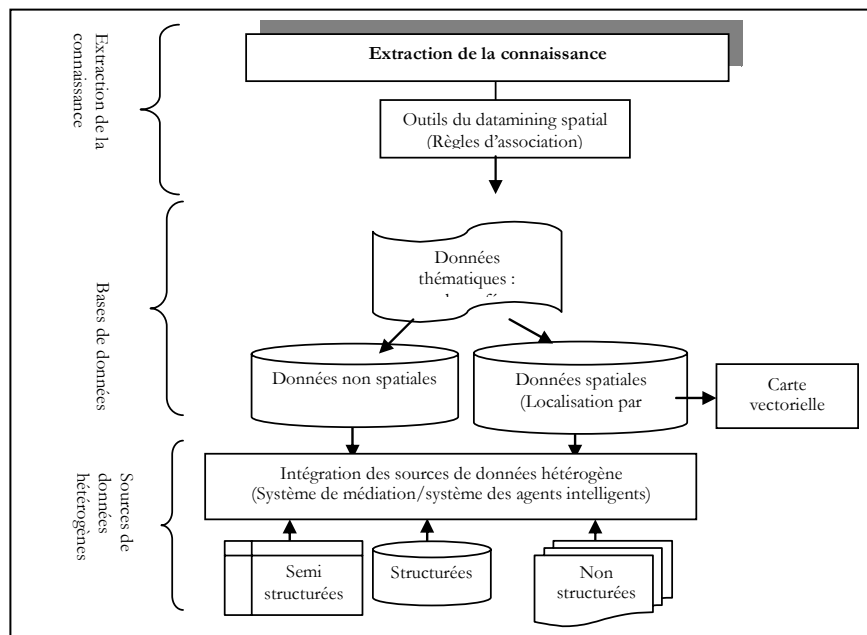 Extraction de la
connaissance
Extraction de la connaissance
Outils du datamining spatial
(Règles d'association)
Bases de données
Données
thématiques :
Données non spatiales
Données spatiales
(Localisation par
Carte
vectorielle
Sources de
données
hétérogènes
Intégration des sources de données hétérogène
(Système de médiation/système des agents intelligents)
Semi
structurées
Structurées
Non
structurées